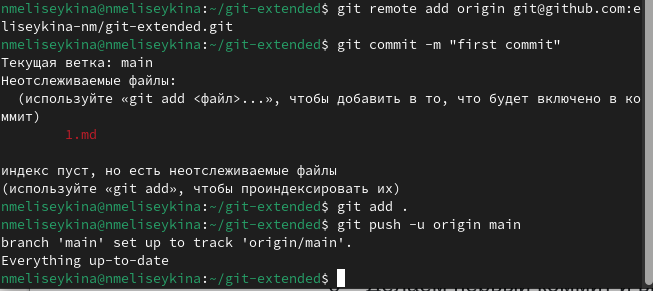 nmeliseykina@nmeliseykina:~/git-extended$ git remote add origin git@github.com:e
liseykina-nm/git-extended.git
nmeliseykina@nmeliseykina:~/git-extended$ git commit -m "first commit"
Текущая ветка: main
Неотслеживаемые файлы:
  (используйте «git add <файл>...», чтобы добавить в то, что будет включено в ко
ммит)
        1.md

индекс пуст, но есть неотслеживаемые файлы
(используйте «git add», чтобы проиндексировать их)
nmeliseykina@nmeliseykina:~/git-extended$ git add .
nmeliseykina@nmeliseykina:~/git-extended$ git push -u origin main
branch 'main' set up to track 'origin/main'.
Everything up-to-date
nmeliseykina@nmeliseykina:~/git-extended$